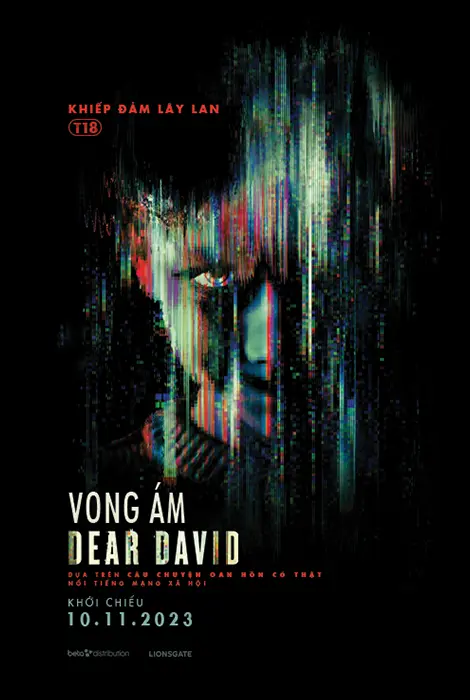 KHIẾP ĐẢM LÂY LAN
T18
VONG ÁM
DEAR DAVID
DỰA TRÊN CÂU CHUYỆN OAN HỒN CÓ THẬT
NỔI TIẾNG MẠNG XÃ HỘI
KHỞI CHIẾU
10.11.2023
beta distribution LIONSGATE